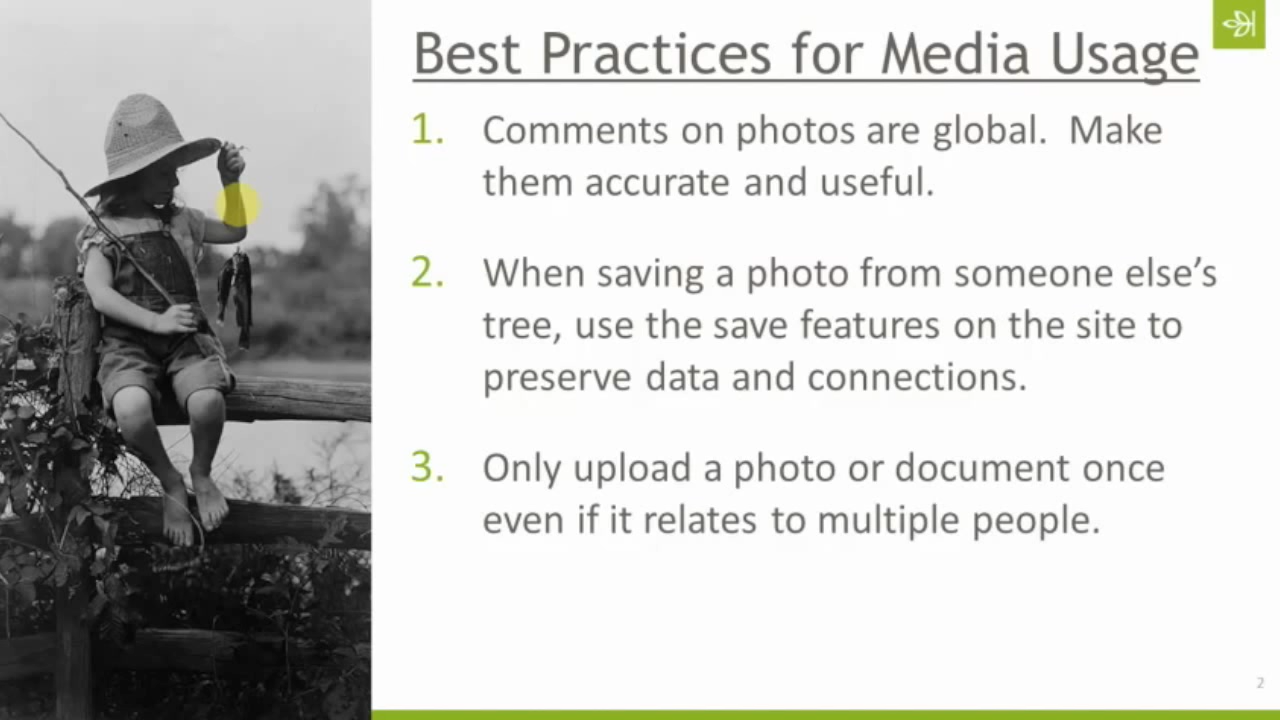 Best Practices for Media Usage
1. Comments on photos are global.  Make
them accurate and useful.
2. When saving a photo from someone else’s
tree, use the save features on the site to
preserve data and connections.
3. Only upload a photo or document once
even if it relates to multiple people.
2